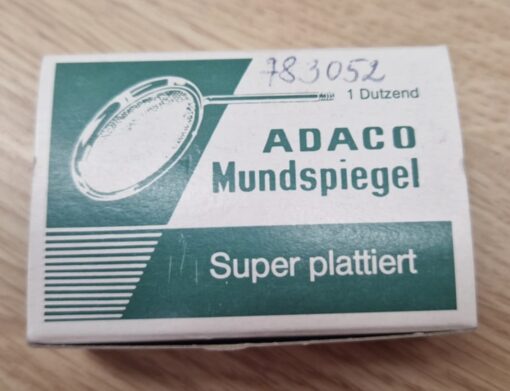 783052
1 Dutzend
ADACO
Mundspiegel
Super plattiert